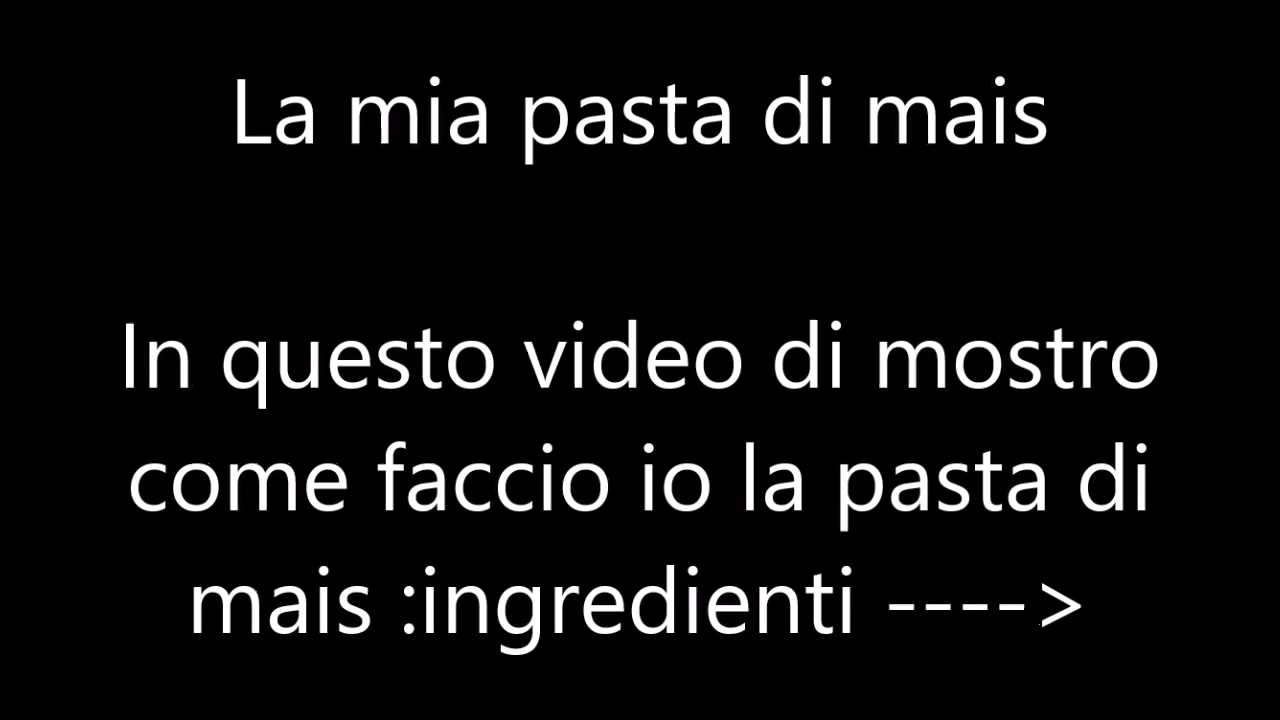 La mia pasta di mais
In questo video di mostro
come faccio io la pasta di
mais :ingredienti ---->